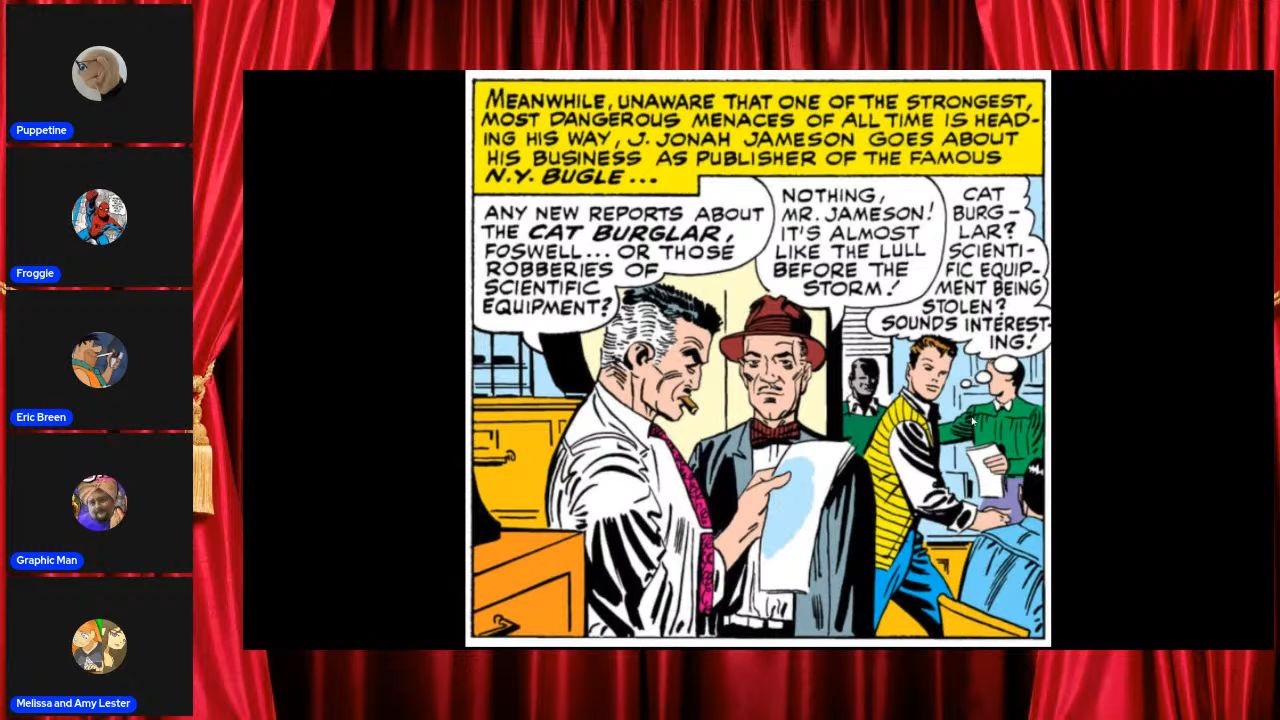 MEANWHILE, UNAWARE THAT ONE OF THE STRONGEST,
MOST DANGEROUS MENACES OF ALL TIME IS HEAD-
ING HIS WAY, J. JONAH JAMESON GOES ABOUT
HIS BUSINESS AS PUBLISHER OF THE FAMOUS
N.Y. BUGLE...
ANY NEW REPORTS ABOUT
THE CAT BURGLAR,
FOSWELL... OR THOSE
ROBBERIES OF
SCIENTIFIC
EQUIPMENT?
NOTHING,
MR. JAMESON!
IT'S ALMOST
LIKE THE LULL
BEFORE THE
STORM!
CAT
BURG-
LAR?
SCIENTI-
FIC EQUIP-
MENT BEING
STOLEN?
SOUNDS INTEREST-
ING!
Puppetine
Froggie
Eric Breen
Graphic Man
Melissa and Amy Lester